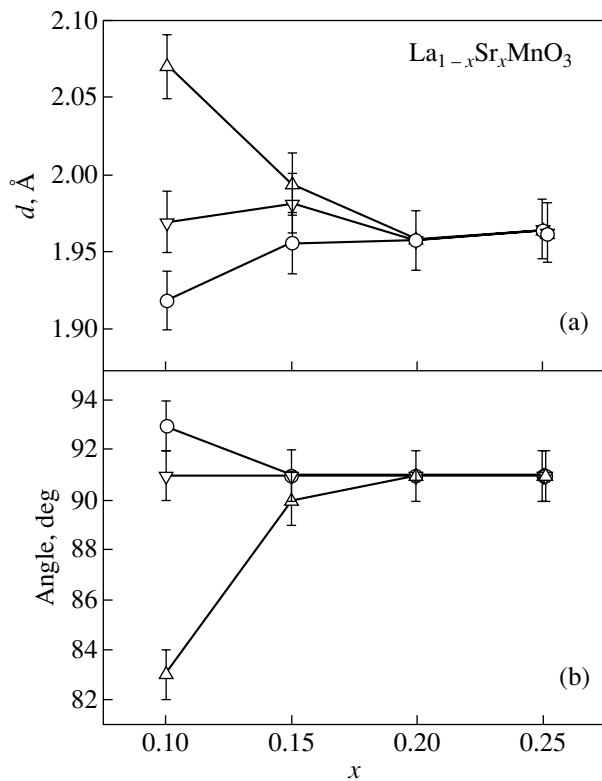 2.10
La1 – xSrxMnO3
2.05
2.00
d, Å
1.95
1.90
(a)
94
92
90
Angle, deg
88
86
84
82
(b)
0.10 0.15 0.20 0.25
x